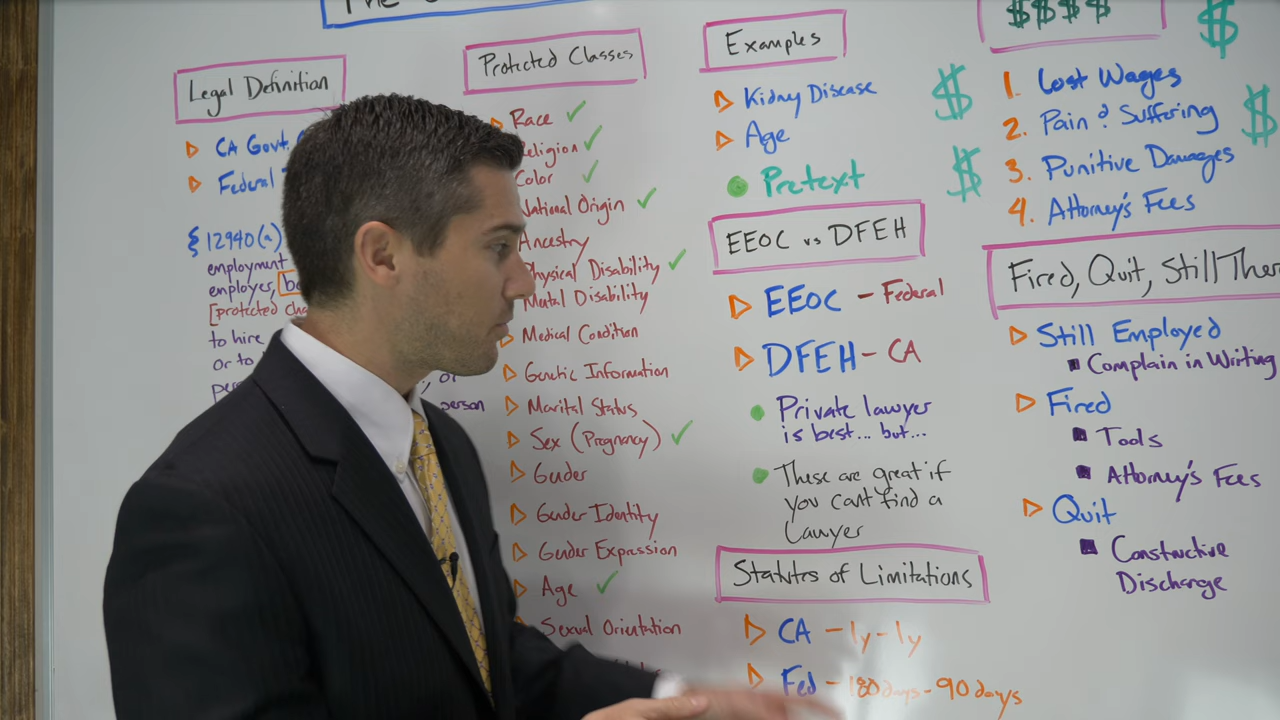 Legal Definition
CA Govt.
Federal
§ 12940(a)
employment
employer,
[protected
to hire
or to
or
person
Protected Classes
Race ✓
Religion ✓
Color ✓
National Origin ✓
Ancestry
Physical Disability ✓
Mental Disability
Medical Condition
Genetic Information
Marital Status
Sex (Pregnancy) ✓
Gender
Gender Identity
Gender Expression
Age ✓
Sexual Orientation
Examples
Kidney Disease
Age
Pretext
EEOC vs DFEH
EEOC - Federal
DFEH - CA
Private lawyer
is best... but...
These are great if
you can't find a
Lawyer
Statutes of Limitations
CA - 1y - 1y
Fed - 180 days - 90 days
$$$$
$
$
$
$
1. Lost Wages
2. Pain & Suffering
3. Punitive Damages
4. Attorney's Fees
Fired, Quit, Still
Still Employed
Complain in Writing
Fired
Tools
Attorney's Fees
Quit
Constructive
Discharge